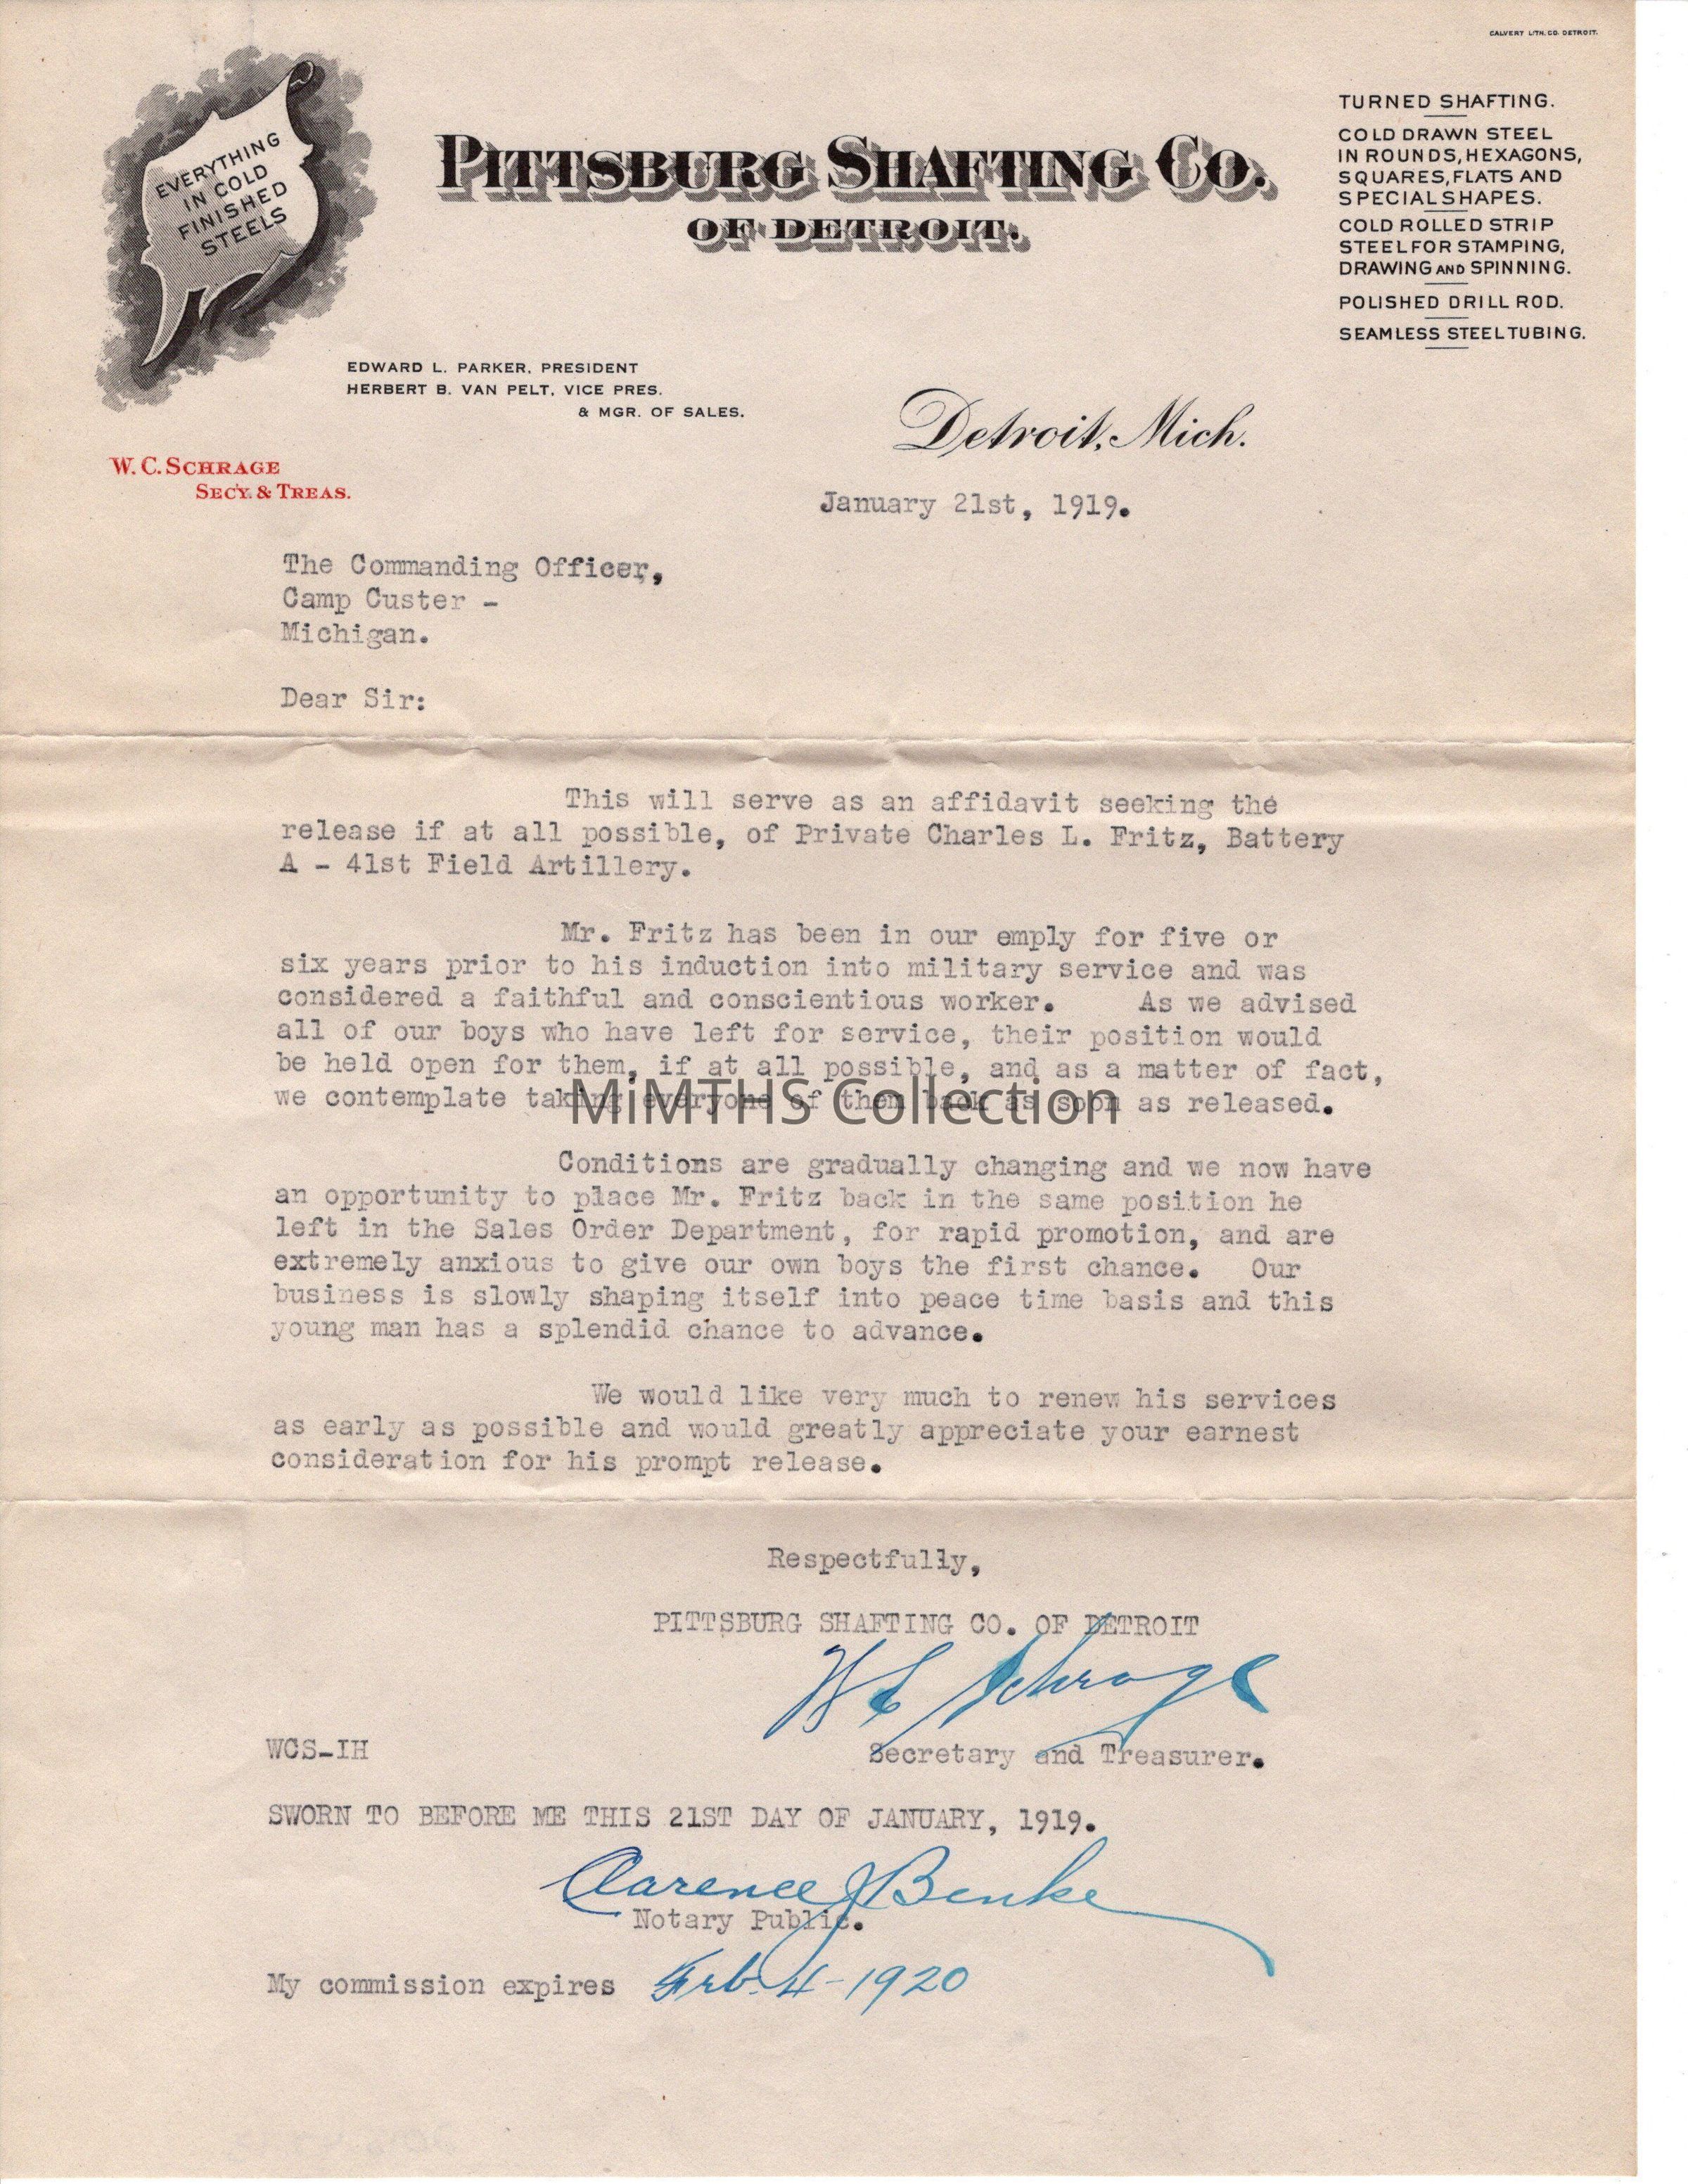 CALVERT LITH. CO. DETROIT.
EVERYTHING
IN COLD
FINISHED
STEELS
PITTSBURG SHAFTING CO.
OF DETROIT.
TURNED SHAFTING.
COLD DRAWN STEEL
IN ROUNDS, HEXAGONS,
SQUARES, FLATS AND
SPECIAL SHAPES.
COLD ROLLED STRIP
STEEL FOR STAMPING,
DRAWING AND SPINNING.
POLISHED DRILL ROD.
SEAMLESS STEEL TUBING.
EDWARD L. PARKER, PRESIDENT
HERBERT B. VAN PELT, VICE PRES.
& MGR. OF SALES.
W. C. SCHRAGE
SECY. & TREAS.
Detroit, Mich.
January 21st, 1919.
The Commanding Officer,
Camp Custer -
Michigan.
Dear Sir:
This will serve as an affidavit seeking the
release if at all possible, of Private Charles L. Fritz, Battery
A - 41st Field Artillery.
Mr. Fritz has been in our emply for five or
six years prior to his induction into military service and was
considered a faithful and conscientious worker. As we advised
all of our boys who have left for service, their position would
be held open for them, if at all possible, and as a matter of fact,
we contemplate taking everyone of them back as soon as released.
MiMTHS Collection
Conditions are gradually changing and we now have
an opportunity to place Mr. Fritz back in the same position he
left in the Sales Order Department, for rapid promotion, and are
extremely anxious to give our own boys the first chance. Our
business is slowly shaping itself into peace time basis and this
young man has a splendid chance to advance.
We would like very much to renew his services
as early as possible and would greatly appreciate your earnest
consideration for his prompt release.
Respectfully,
PITTSBURG SHAFTING CO. OF DETROIT
W C Schrage
WCS-IH
Secretary and Treasurer.
SWORN TO BEFORE ME THIS 21ST DAY OF JANUARY, 1919.
Clarence J Benke
Notary Public.
My commission expires Feb. 4-1920